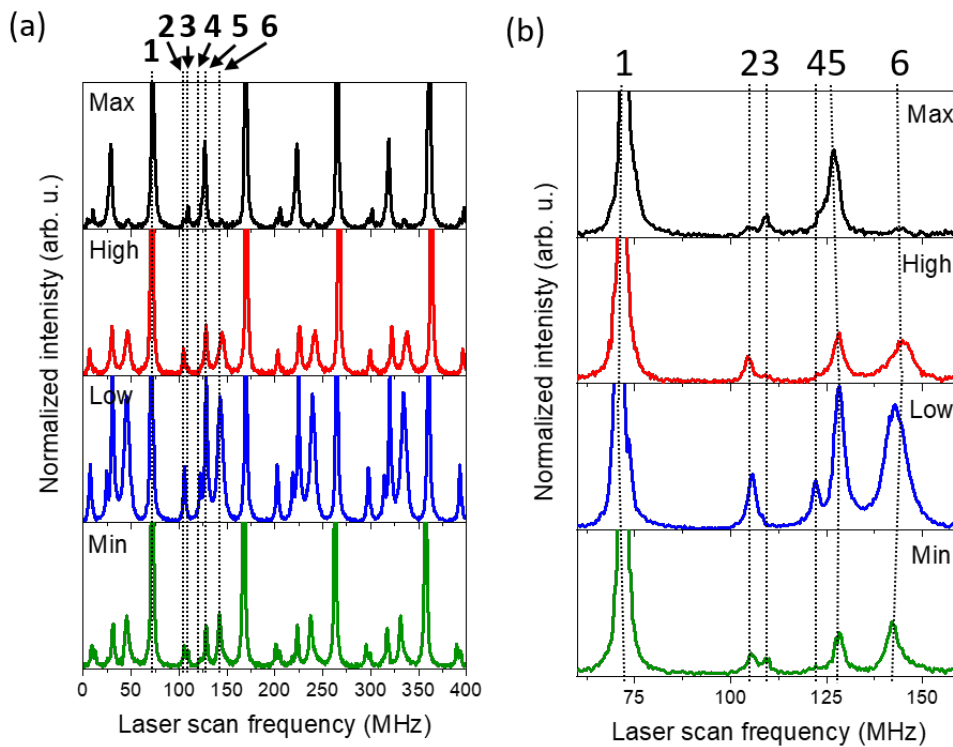 (a)
2 3 4 5 6
1
Max
High
Low
Min
0 50 100 150 200 250 300 350 400
Laser scan frequency (MHz)
Normalized intenisty (arb. u.)
(b)
1 2 3 4 5 6
Max
High
Low
Min
75 100 125 150
Laser scan frequency (MHz)
Normalized intensity (arb. u.)